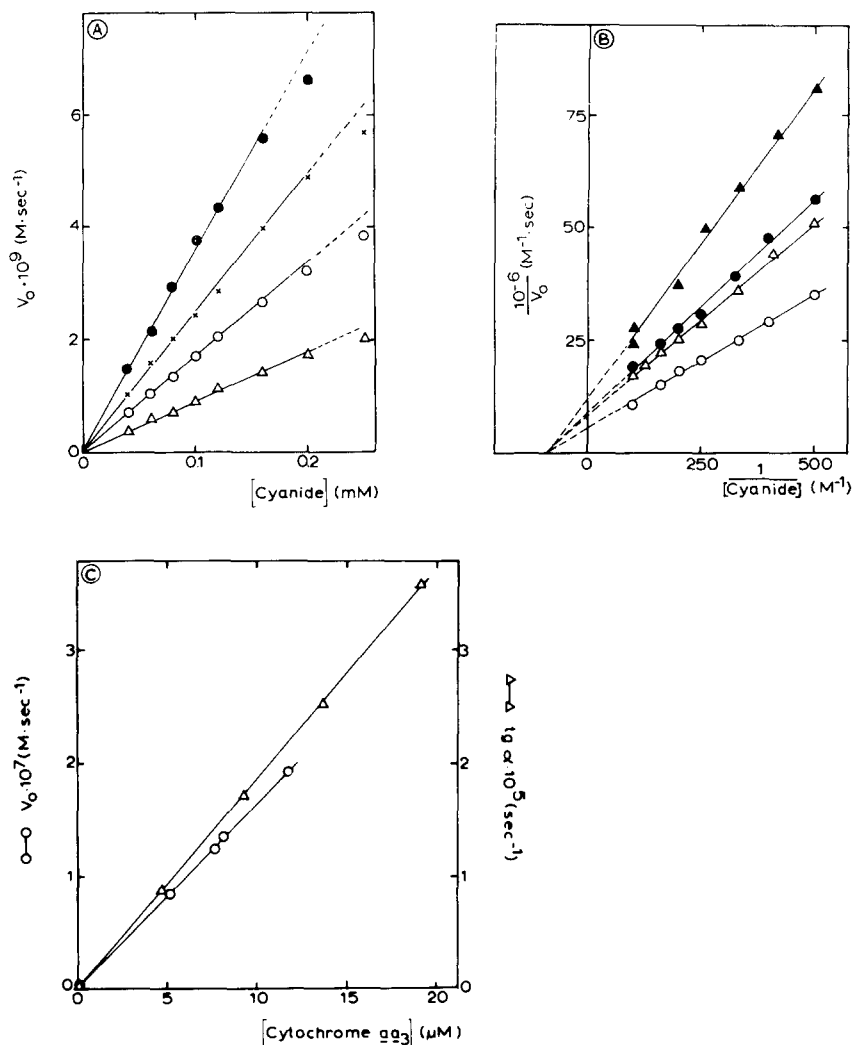 A
V₀·10⁹ (M·sec⁻¹)
6
4
2
0
0
0.1
0.2
[Cyanide] (mM)
B
10⁻⁶
V₀
(M⁻¹·sec)
75
50
25
0
250
500
1
[Cyanide]
(M⁻¹)
C
V₀·10⁷ (M·sec⁻¹)
3
2
1
0
0
5
10
15
20
[Cytochrome aa₃] (μM)
3
2
1
0
tg α·10⁵ (sec⁻¹)